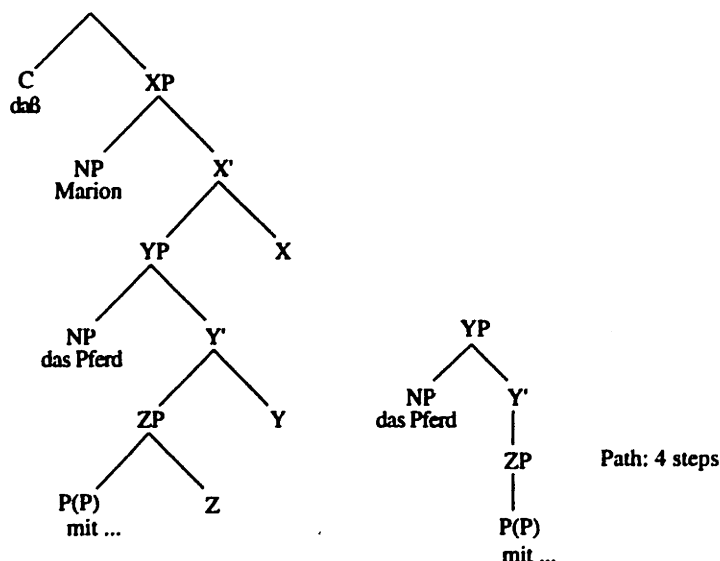 C
daß
XP
NP
Marion
X'
YP
X
NP
das Pferd
Y'
ZP
Y
P(P)
mit ...
Z
YP
NP
das Pferd
Y'
ZP
Path: 4 steps
P(P)
mit ...